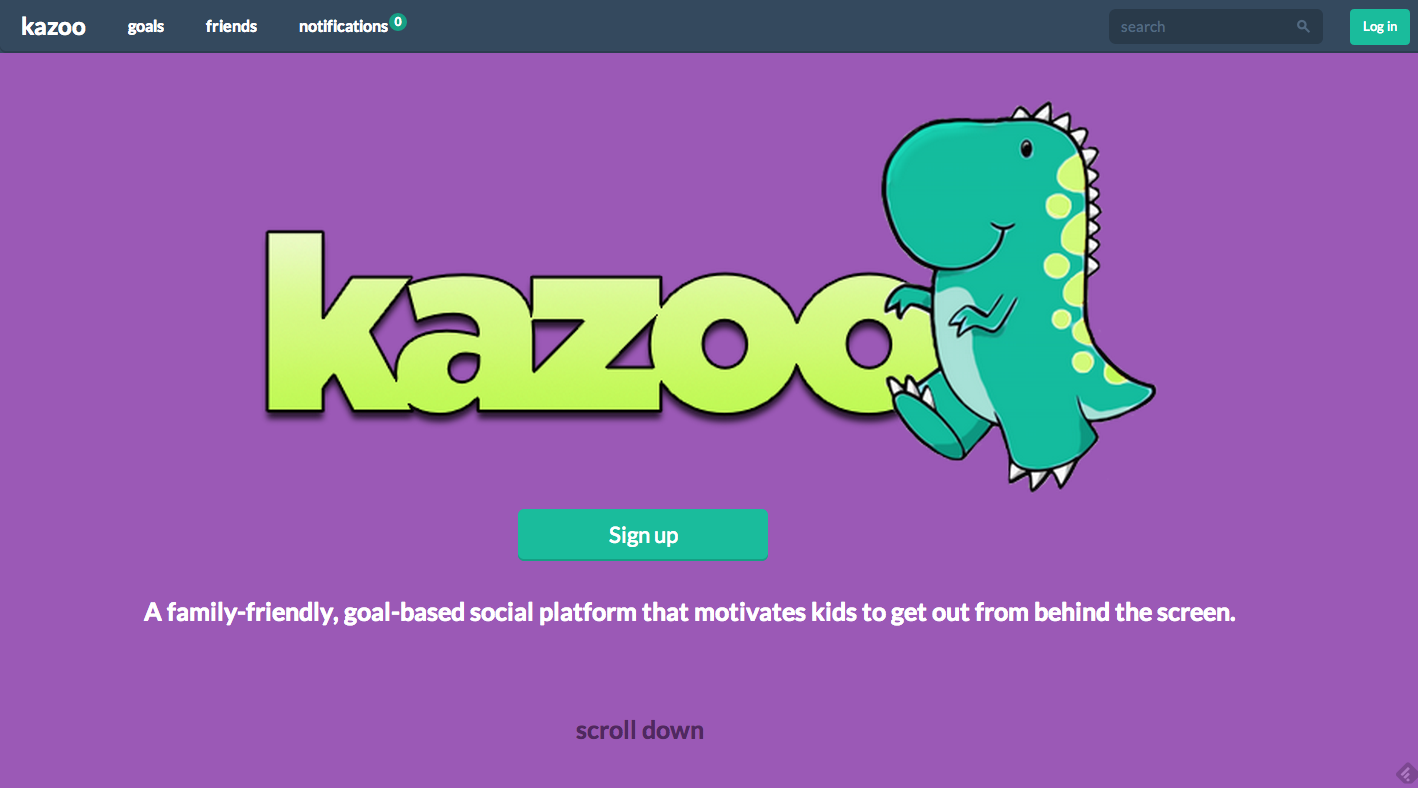 kazoo goals friends notifications 0 search Log in
kazoo
Sign up
A family-friendly, goal-based social platform that motivates kids to get out from behind the screen.
scroll down